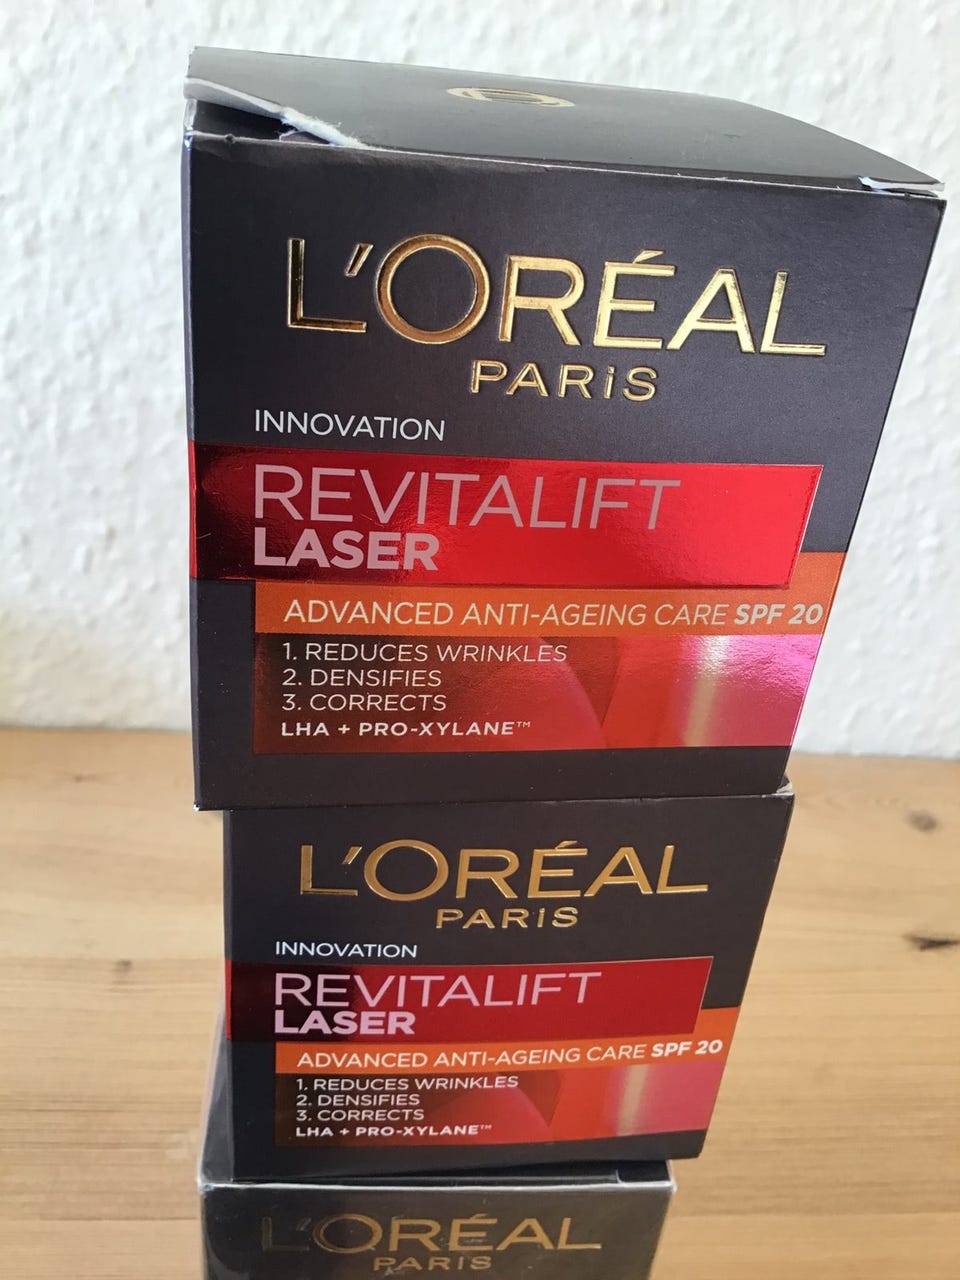 L'ORÉAL
PARiS
INNOVATION
REVITALIFT
LASER
ADVANCED ANTI-AGEING CARE SPF 20
1. REDUCES WRINKLES
2. DENSIFIES
3. CORRECTS
LHA + PRO-XYLANE™
L'ORÉAL
PARiS
INNOVATION
REVITALIFT
LASER
ADVANCED ANTI-AGEING CARE SPF 20
1. REDUCES WRINKLES
2. DENSIFIES
3. CORRECTS
LHA + PRO-XYLANE™
L'ORÉAL
PARiS